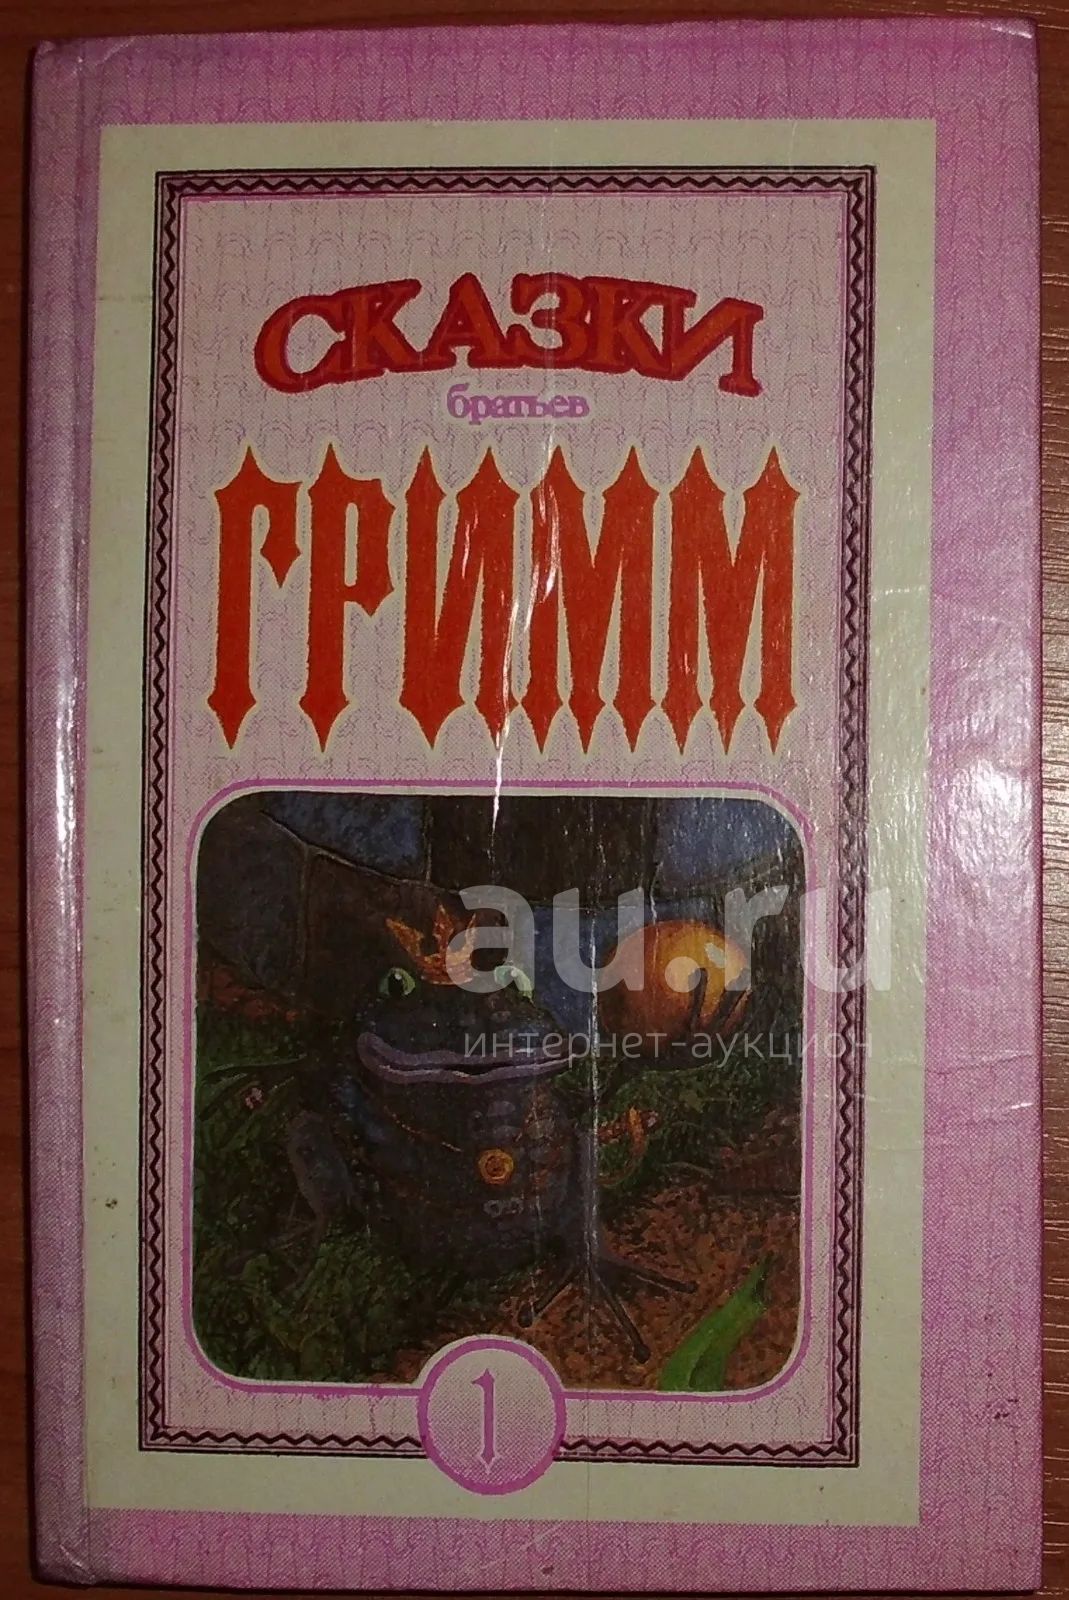 СКАЗКИ
братьев
ГРИММ
au.ru
интернет-аукцион
1